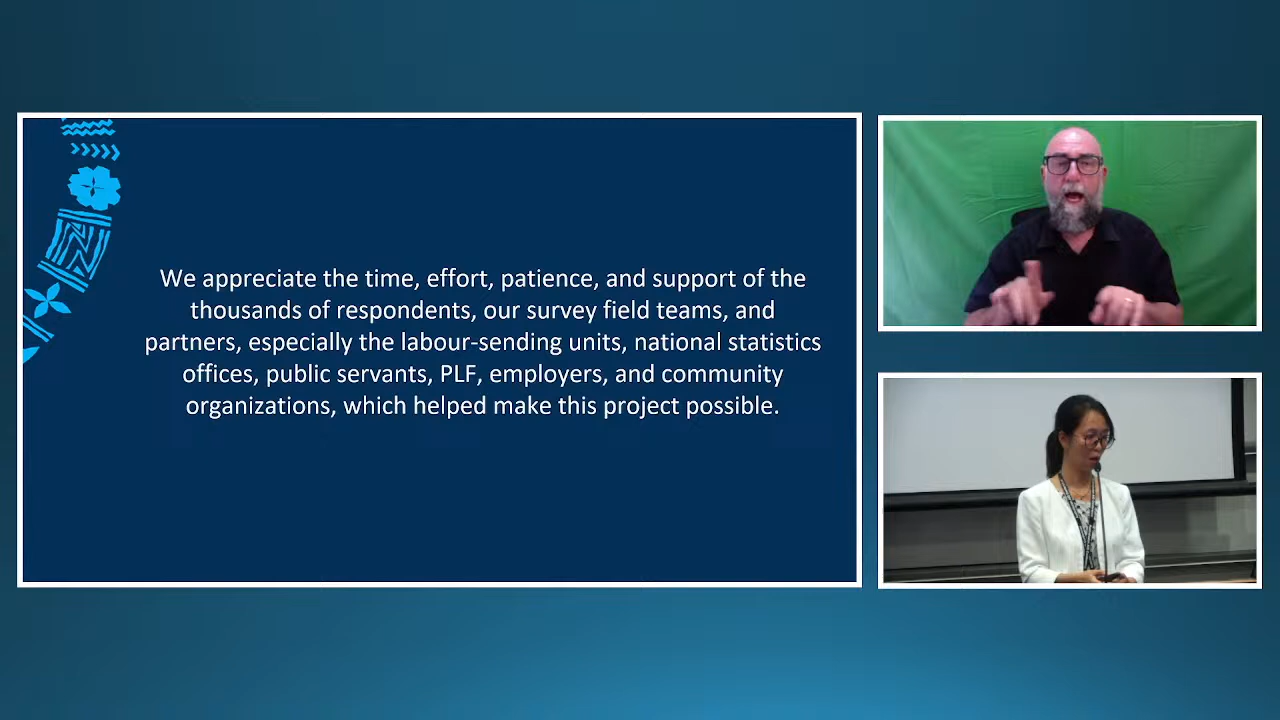 We appreciate the time, effort, patience, and support of the
thousands of respondents, our survey field teams, and
partners, especially the labour-sending units, national statistics
offices, public servants, PLF, employers, and community
organizations, which helped make this project possible.